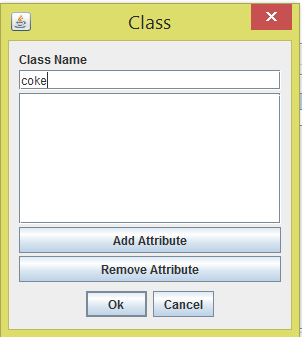 Class
Class Name
coke
Add Attribute
Remove Attribute
Ok Cancel